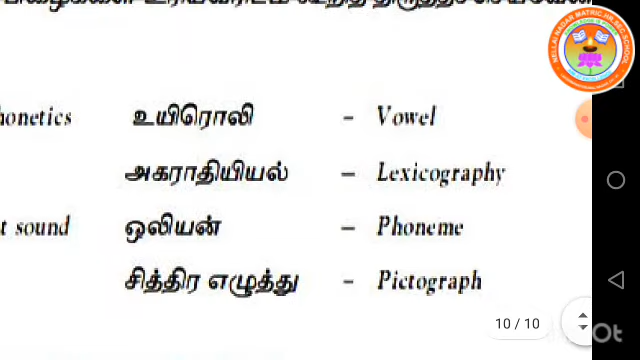 honetics உயிரொலி – Vowel
அகராதியியல் – Lexicography
t sound ஒலியன் – Phoneme
சித்திர எழுத்து – Pictograph
10 / 10